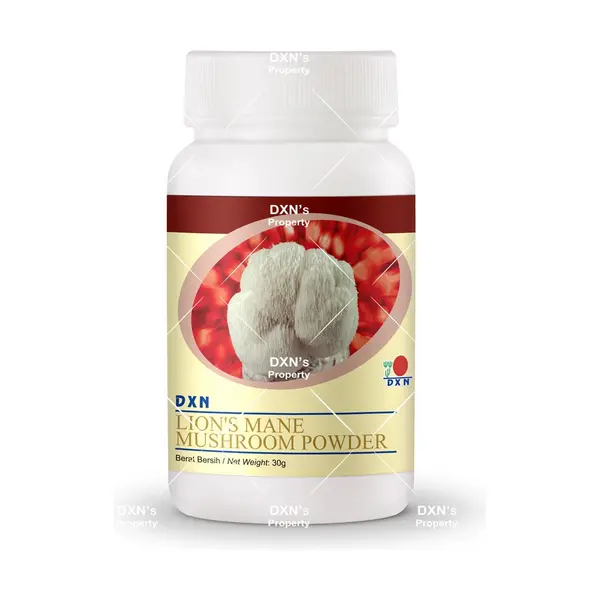 DXN's
Property
DXN's
Property
DXN's
Property
DXN
DXN
LION'S MANE
MUSHROOM POWDER
Berat Bersih / Net Weight: 30g
DXN's
Property
DXN's
Property
DXN's
Property